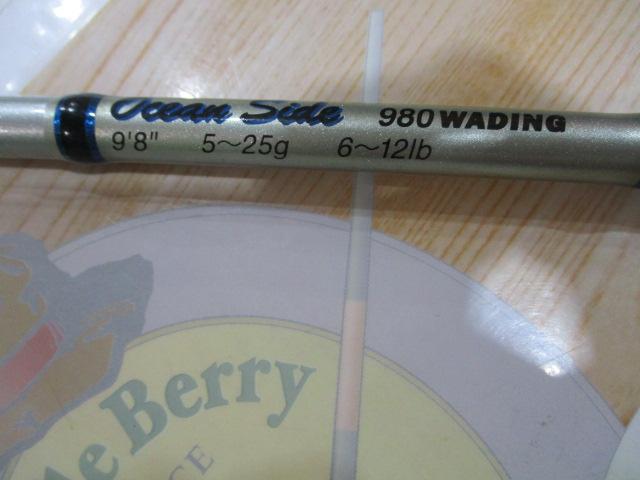 Ocean Side 980 WADING
9'8" 5~25g 6~12lb
Berry